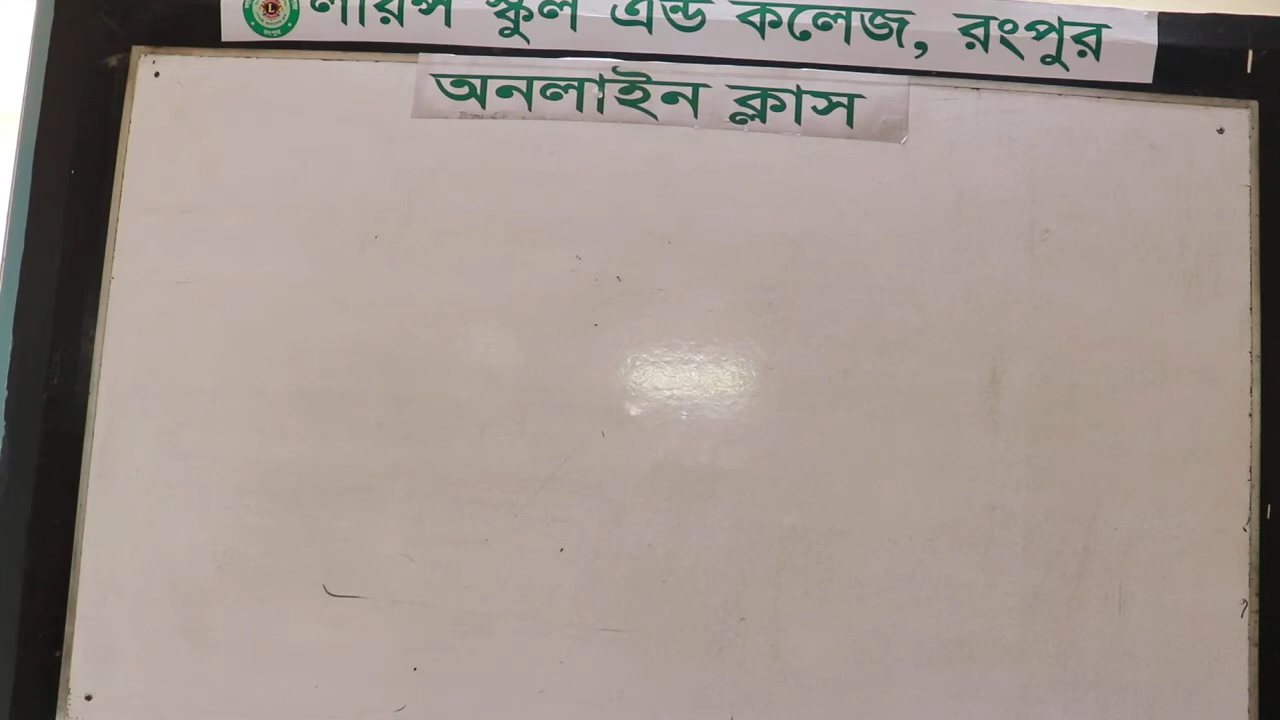 লায়ন্স স্কুল এন্ড কলেজ, রংপুর
অনলাইন ক্লাস